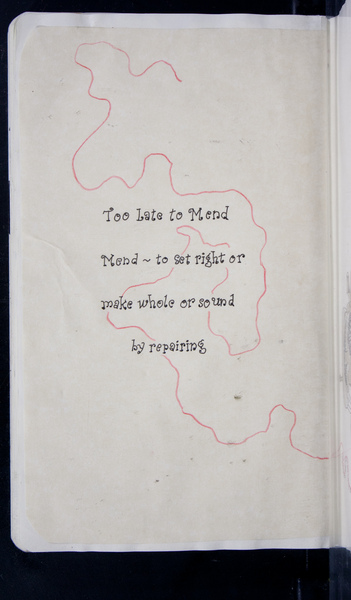 Too Late to Mend
Mend ~ to set right or
make whole or sound
by repairing